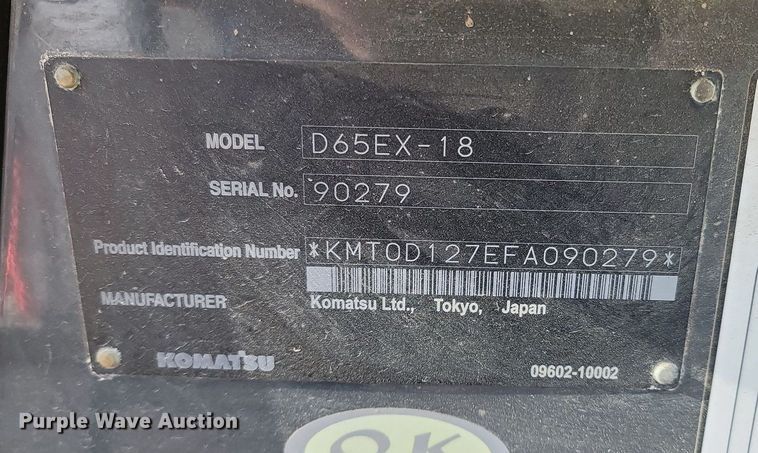 MODEL D65EX-18
SERIAL No. 90279
Product Identification Number *KMT0D127EFA090279*
MANUFACTURER Komatsu Ltd., Tokyo, Japan
KOMATSU 09602-10002
Purple Wave Auction
OK